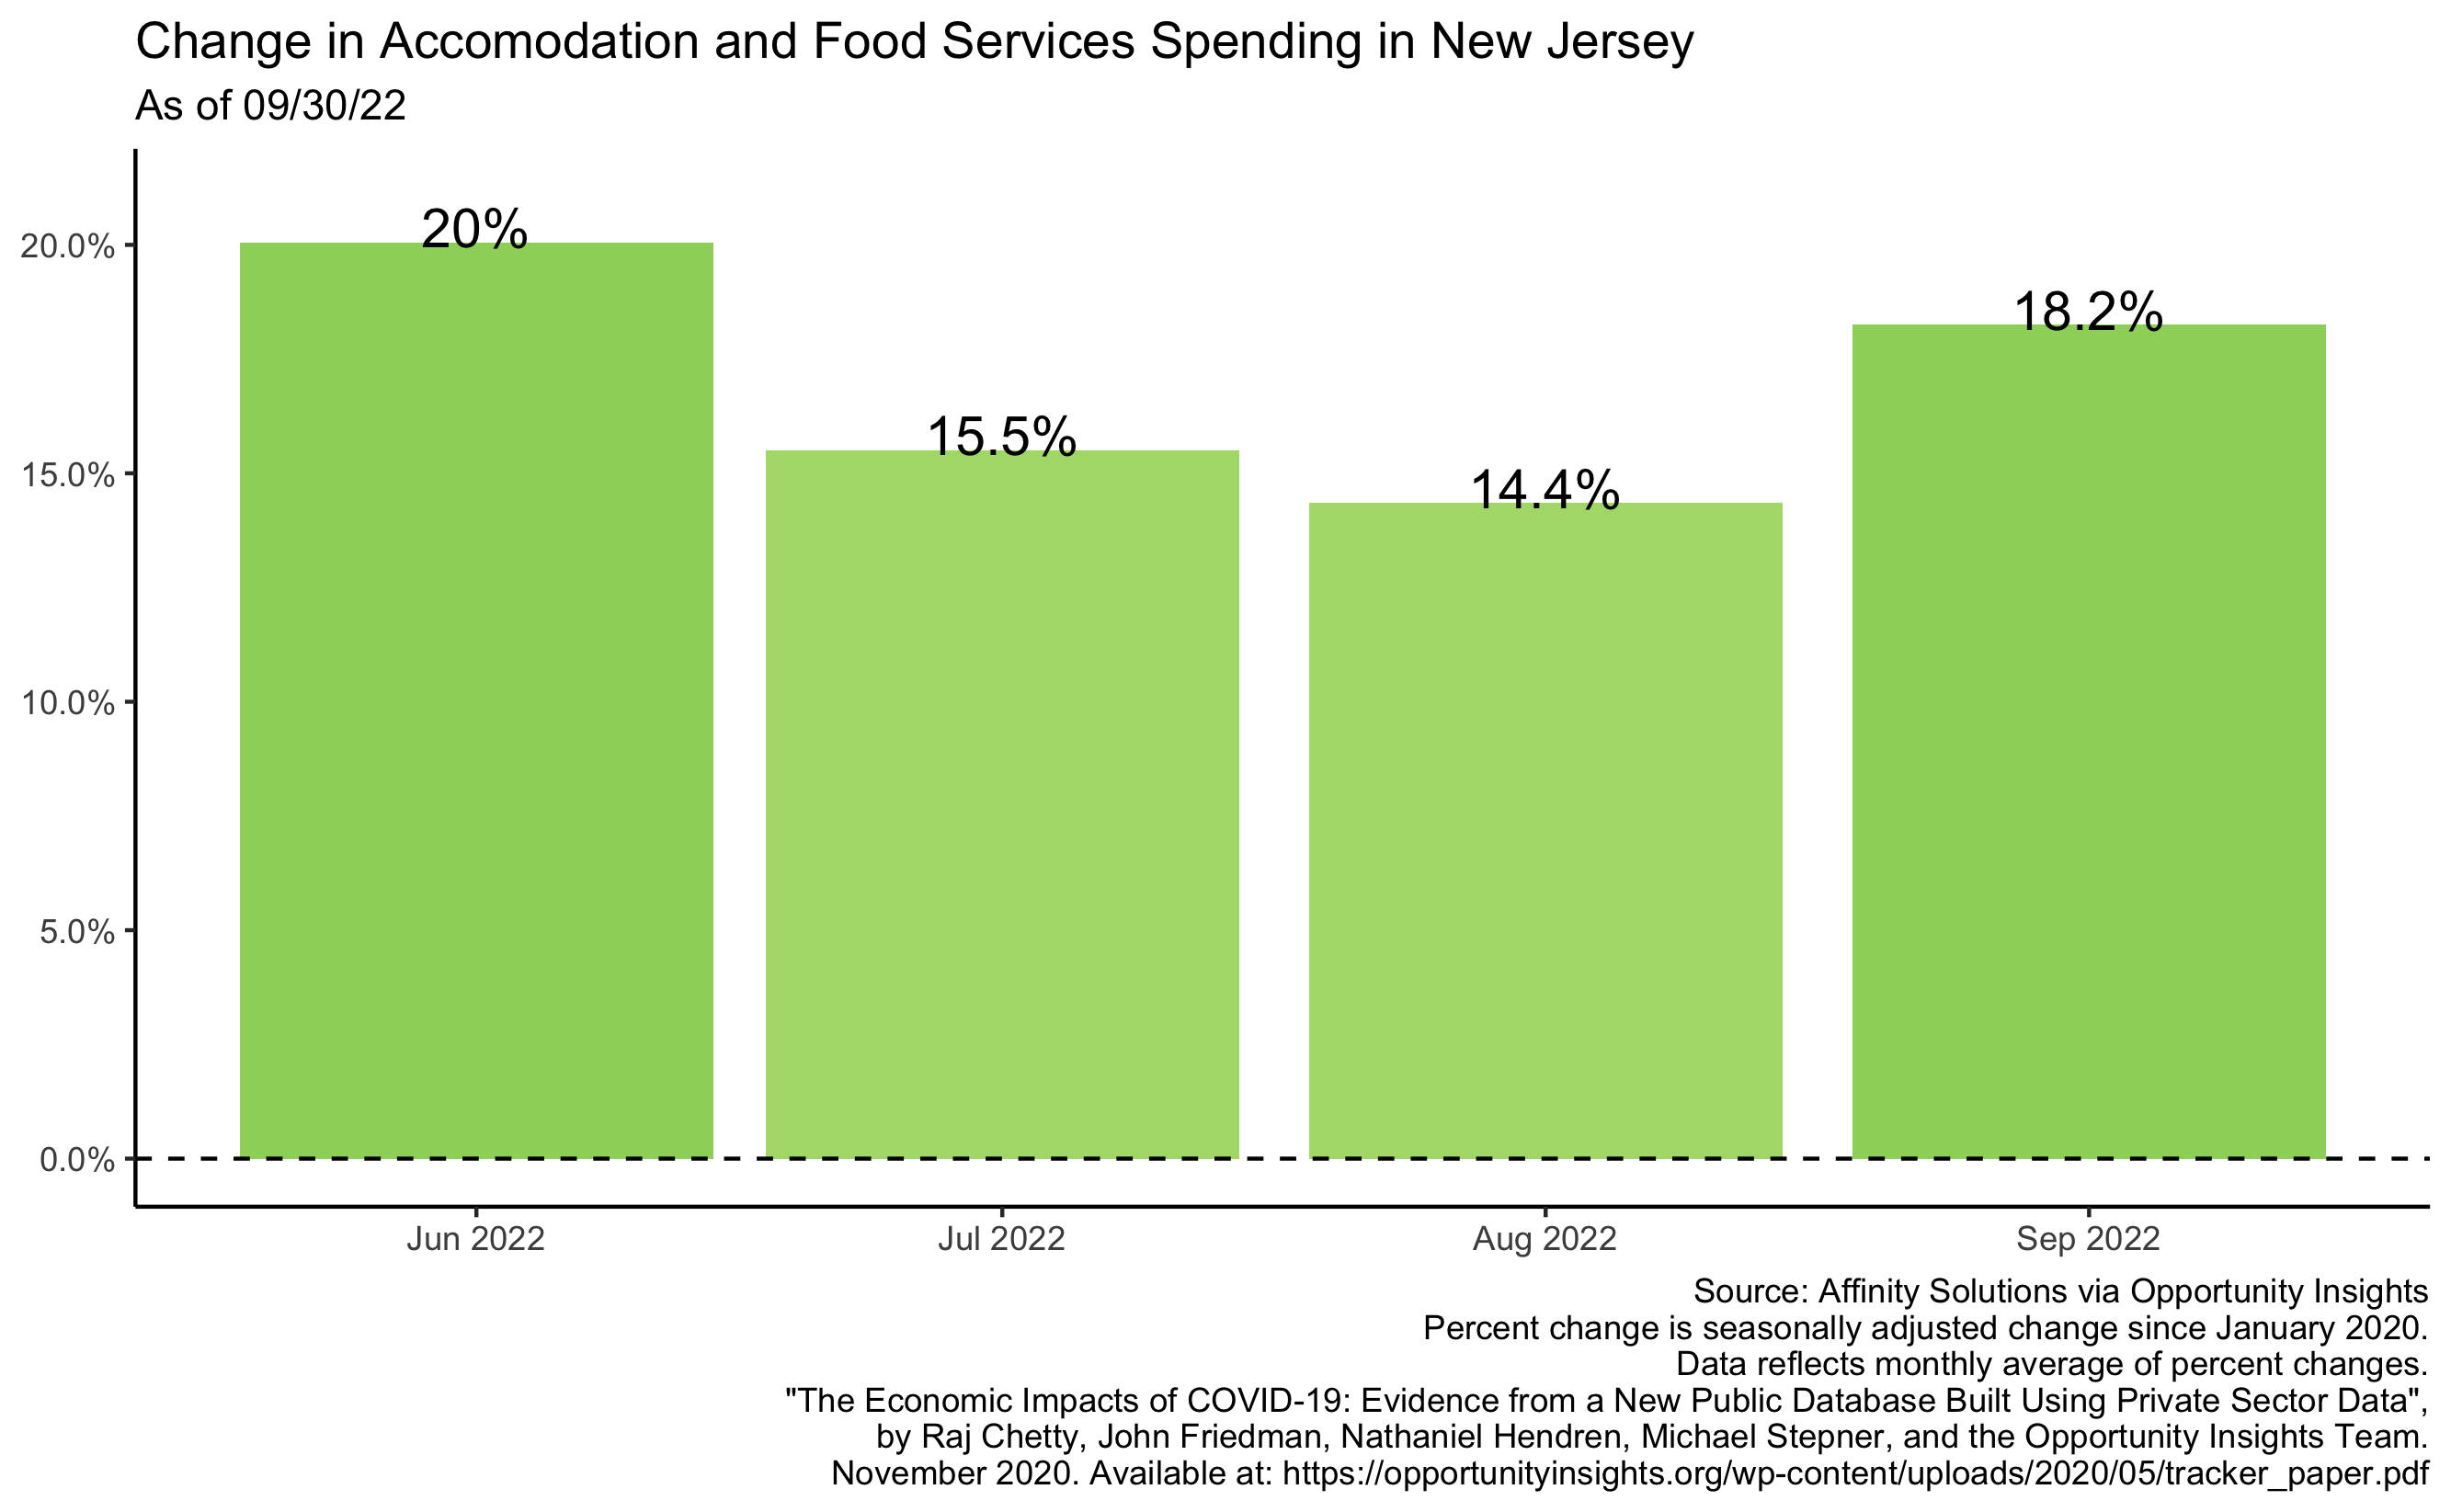 Change in Accomodation and Food Services Spending in New Jersey
As of 09/30/22
20%
15.5%
14.4%
18.2%
20.0%
15.0%
10.0%
5.0%
0.0%
Jun 2022
Jul 2022
Aug 2022
Sep 2022
Source: Affinity Solutions via Opportunity Insights
Percent change is seasonally adjusted change since January 2020.
Data reflects monthly average of percent changes.
"The Economic Impacts of COVID-19: Evidence from a New Public Database Built Using Private Sector Data",
by Raj Chetty, John Friedman, Nathaniel Hendren, Michael Stepner, and the Opportunity Insights Team.
November 2020. Available at: https://opportunityinsights.org/wp-content/uploads/2020/05/tracker_paper.pdf